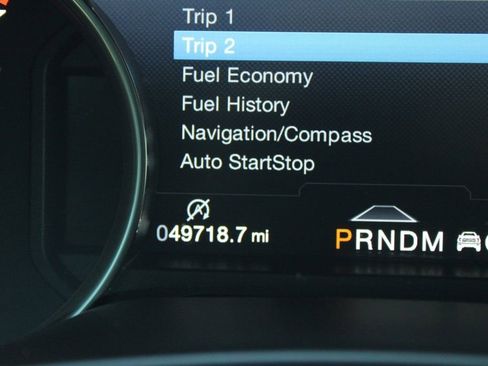 Trip 1
Trip 2
Fuel Economy
Fuel History
Navigation/Compass
Auto StartStop
049718.7 mi
PRNDM